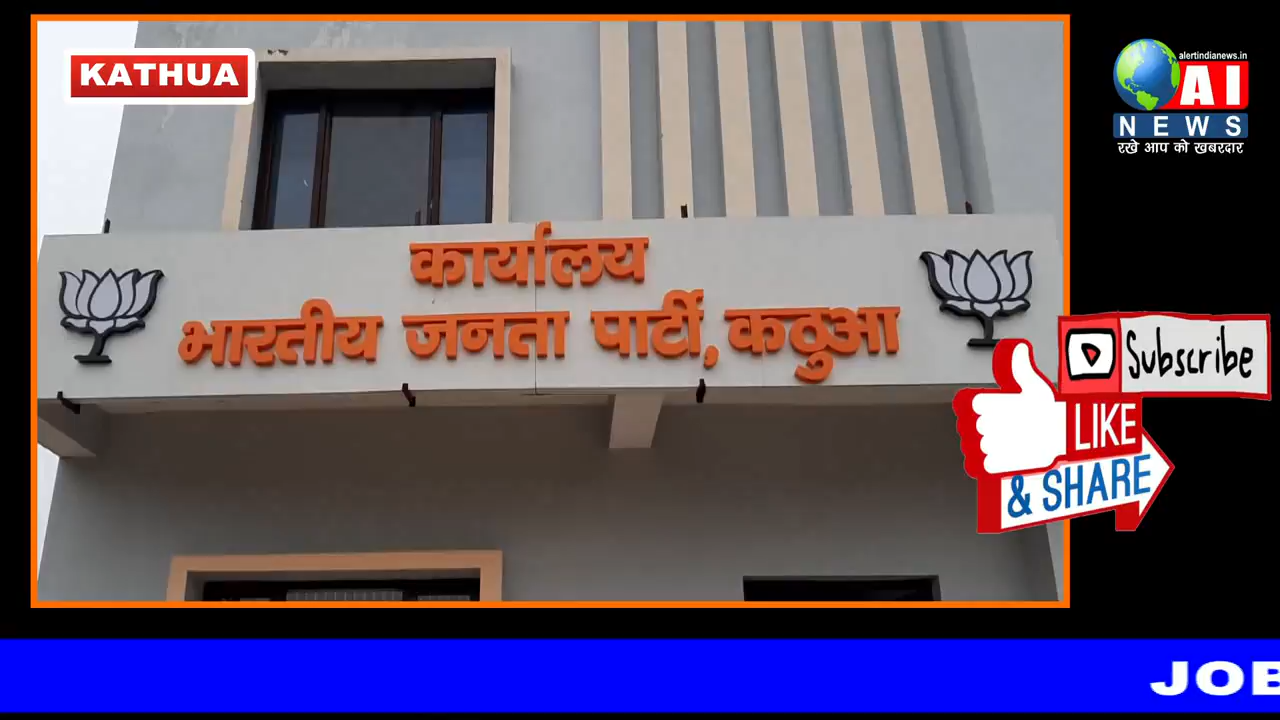 KATHUA
alertindianews.in
AI
NEWS
रखे आप को खबरदार
कार्यालय
भारतीय जनता पार्टी, कठुआ
Subscribe
LIKE
& SHARE
JOB